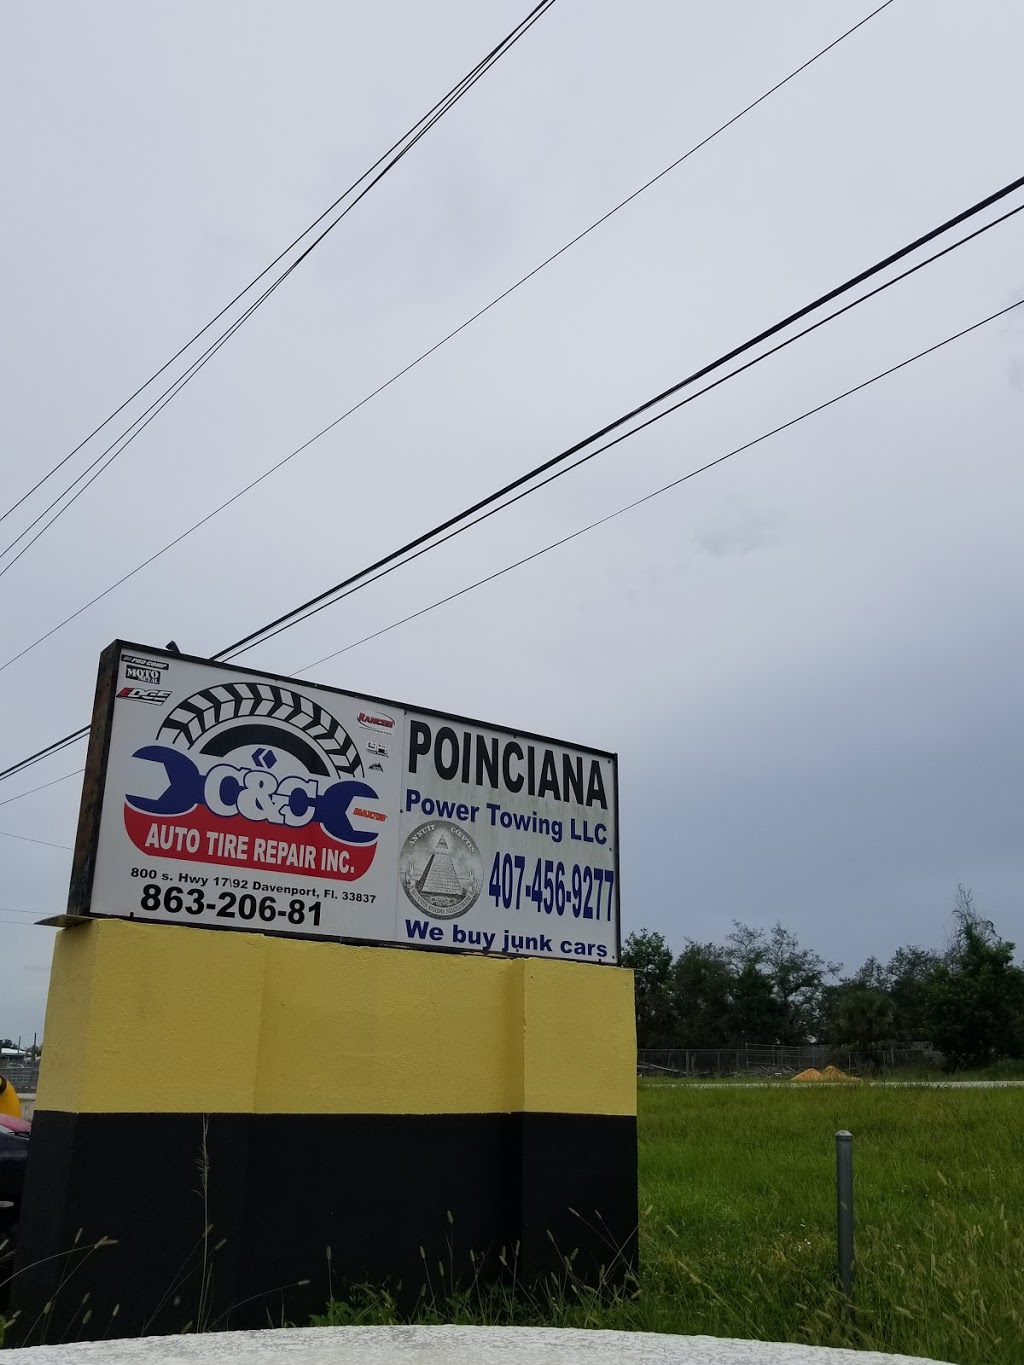 PRO COMP
MOTO
METAL
EDGE
RANCHO
C&C
MAXXIS
AUTO TIRE REPAIR INC.
800 s. Hwy 17\92 Davenport, Fl. 33837
863-206-81
POINCIANA
Power Towing LLC.
ANNUIT COEPTIS
407-456-9277
We buy junk cars